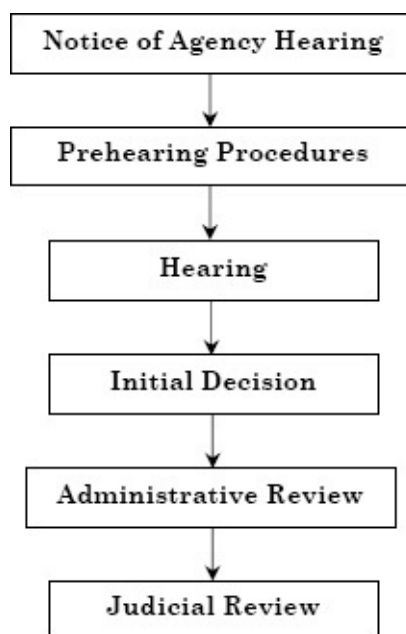 Notice of Agency Hearing
Prehearing Procedures
Hearing
Initial Decision
Administrative Review
Judicial Review